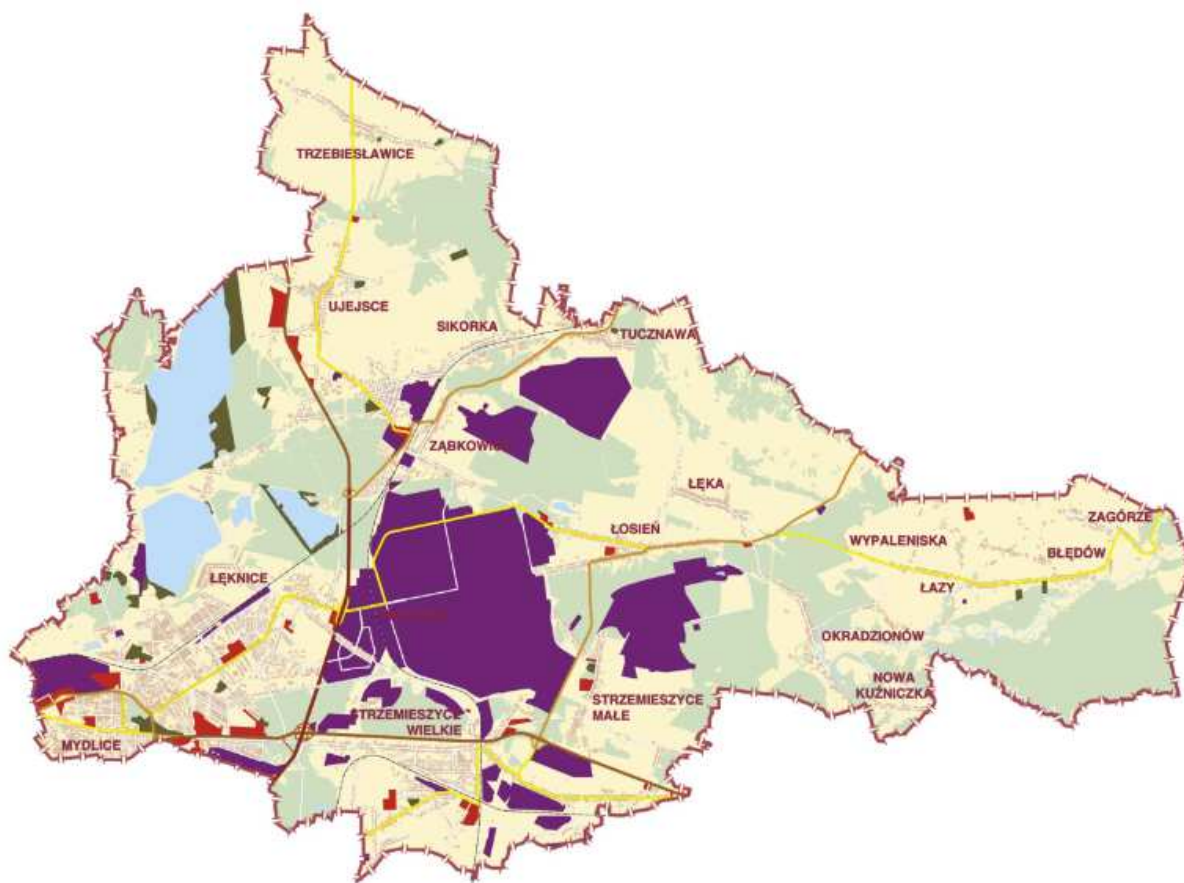 TRZEBIESŁAWICE
UJEJSCE
SIKORKA
TUCZNAWA
ŁĘKA
ŁOSIEŃ
ZAGÓRZE
WYPALENISKA
BŁĘDÓW
ŁĘKNICE
ŁAZY
OKRADZIONÓW
NOWA
KUŹNICZKA
STRZEMIESZYCE
MAŁE
STRZEMIESZYCE
WIELKIE
MYDLICE